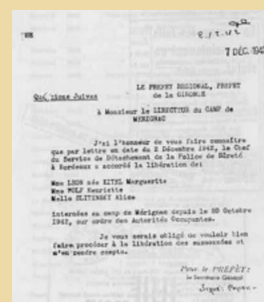 7 DÉC. 194
LE PREFET REGIONAL, PREFET
de la GIRONDE
Questions Juives
à Monsieur le DIRECTEUR du CAMP de
MERIGNAC
J'ai l'honneur de vous faire connaître
que par lettre en date du 2 Décembre 1942, le Chef
du Service de Détachement de la Police de Sûreté
à Bordeaux a accordé la libération de:
Mme LEON née EITEL Marguerite
Mme WOLF Henriette
Melle SLITINSKY Alice
internées au camp de Mérignac depuis le 20 Octobre
1942, sur ordre des Autorités Occupantes.
Je vous serais obligé de vouloir bien
faire procéder à la libération des susnommées et
m'en rendre compte.
Pour le PREFET:
Le Secrétaire Général
Signé: Papon